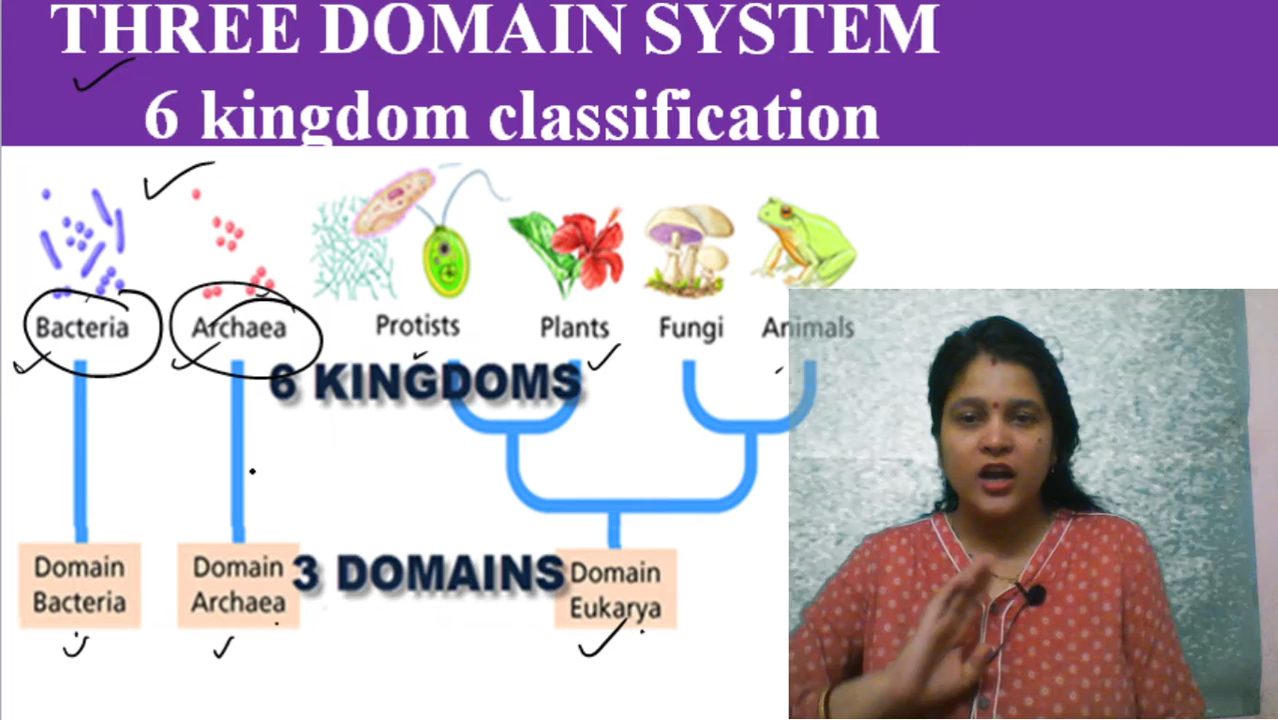 THREE DOMAIN SYSTEM
6 kingdom classification
Bacteria
Archaea
Protists
Plants
Fungi
Animals
6 KINGDOMS
Domain
Bacteria
Domain
Archaea
3 DOMAINS
Domain
Eukarya